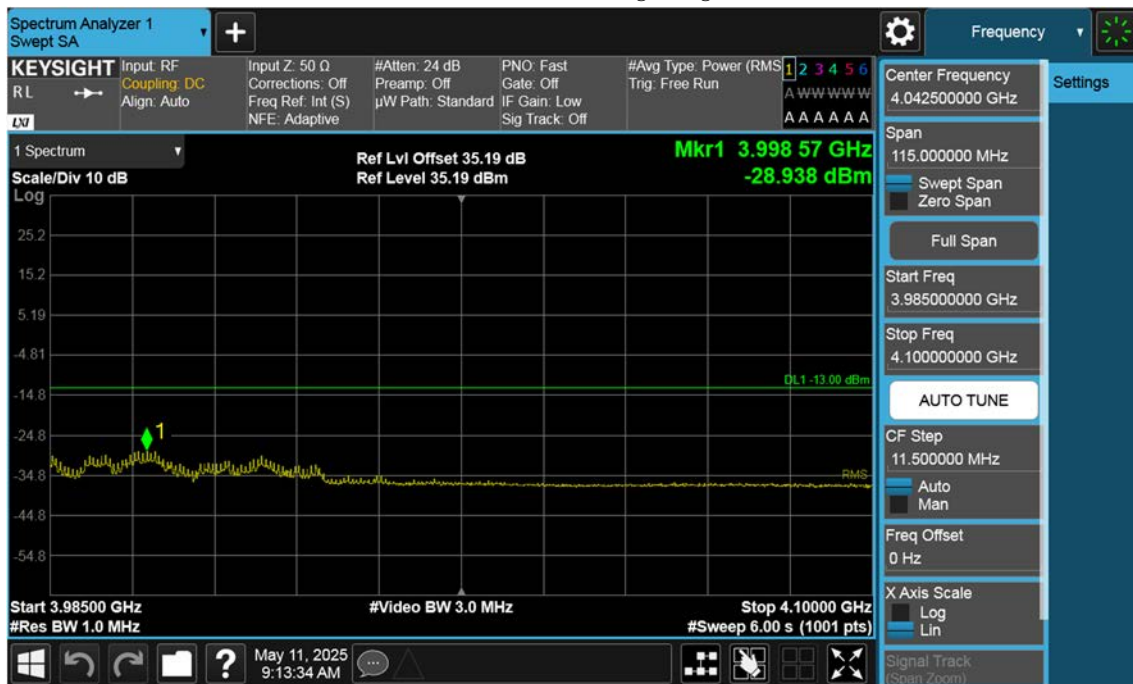 Spectrum Analyzer 1
Swept SA
Frequency
KEYSIGHT
RL
LXI
Input: RF
Coupling: DC
Align: Auto
Input Z: 50 Ω
Corrections: Off
Freq Ref: Int (S)
NFE: Adaptive
#Atten: 24 dB
Preamp: Off
µW Path: Standard
PNO: Fast
Gate: Off
IF Gain: Low
Sig Track: Off
#Avg Type: Power (RMS
Trig: Free Run
1 2 3 4 5 6
A W W W W W
A A A A A A
1 Spectrum
Scale/Div 10 dB
Ref Lvl Offset 35.19 dB
Ref Level 35.19 dBm
Mkr1 3.998 57 GHz
-28.938 dBm
Log
25.2
15.2
5.19
-4.81
-14.8
-24.8
-34.8
-44.8
-54.8
DL1 -13.00 dBm
1
RMS
Start 3.98500 GHz
#Res BW 1.0 MHz
#Video BW 3.0 MHz
Stop 4.10000 GHz
#Sweep 6.00 s (1001 pts)
Center Frequency
4.042500000 GHz
Span
115.000000 MHz
Swept Span
Zero Span
Full Span
Start Freq
3.985000000 GHz
Stop Freq
4.100000000 GHz
AUTO TUNE
CF Step
11.500000 MHz
Auto
Man
Freq Offset
0 Hz
X Axis Scale
Log
Lin
Signal Track
(Span Zoom)
Settings
?
May 11, 2025
9:13:34 AM